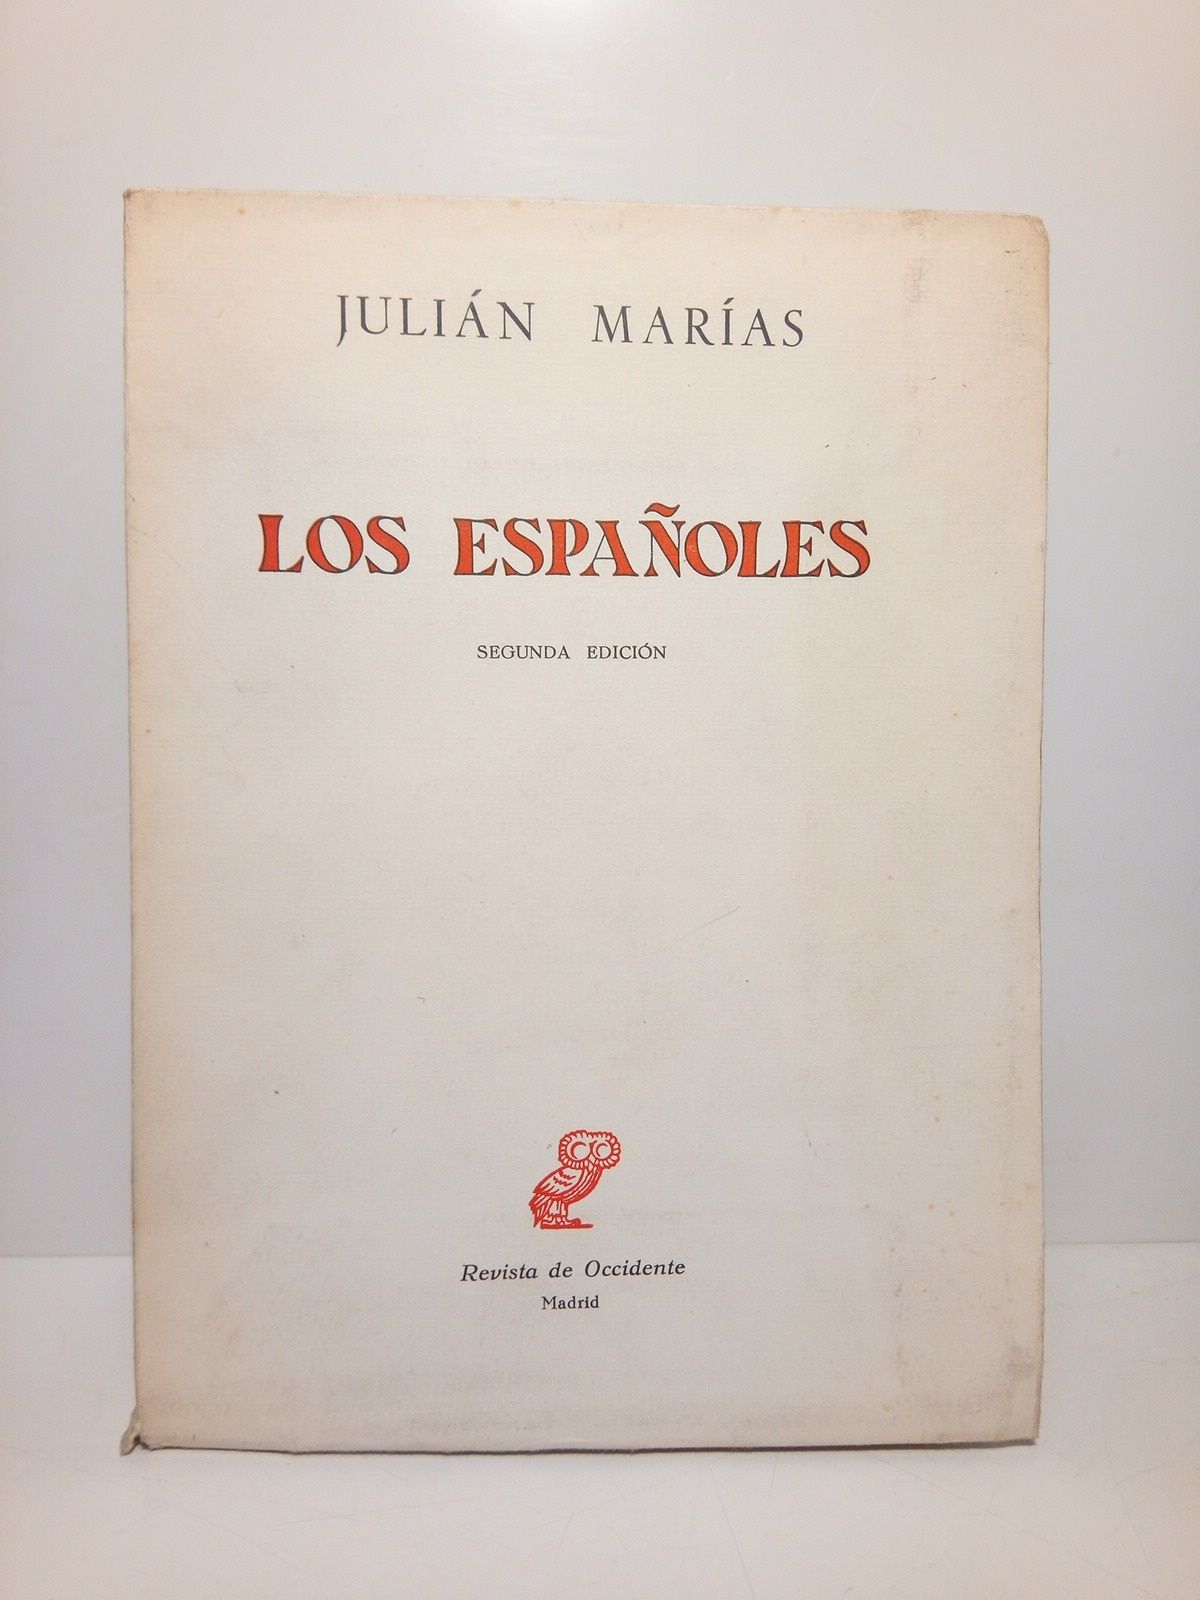 JULIÁN MARÍAS
LOS ESPAÑOLES
SEGUNDA EDICIÓN
Revista de Occidente
Madrid